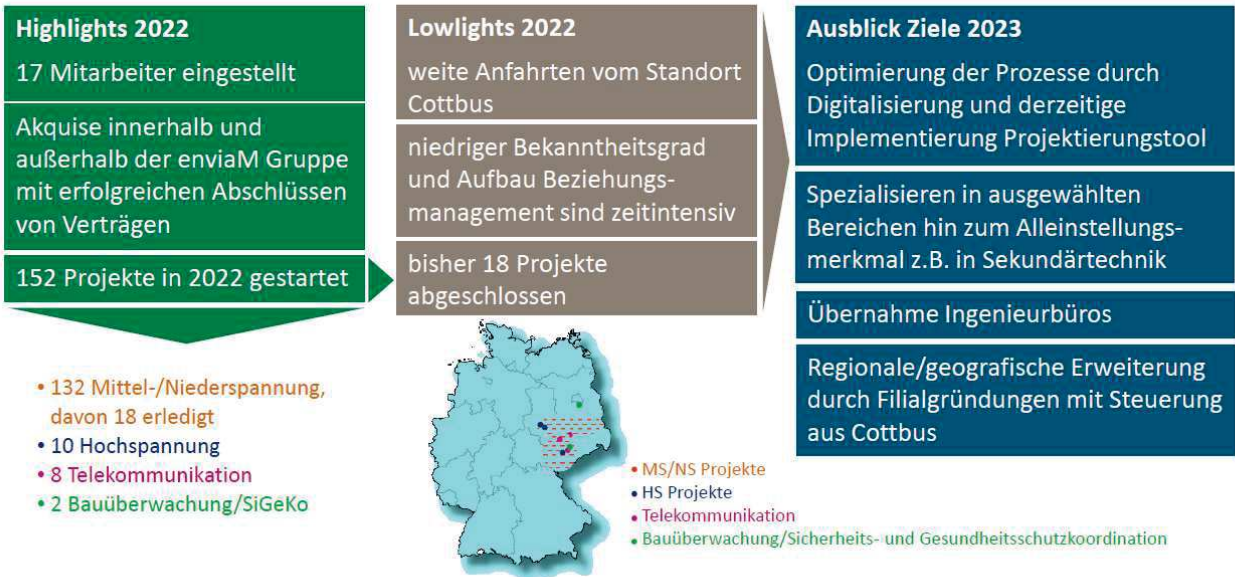 Highlights 2022
17 Mitarbeiter eingestellt
Akquise innerhalb und
außerhalb der enviaM Gruppe
mit erfolgreichen Abschlüssen
von Verträgen
152 Projekte in 2022 gestartet
• 132 Mittel-/Niederspannung,
davon 18 erledigt
• 10 Hochspannung
• 8 Telekommunikation
• 2 Bauüberwachung/SiGeKo
Lowlights 2022
weite Anfahrten vom Standort
Cottbus
niedriger Bekanntheitsgrad
und Aufbau Beziehungs-
management sind zeitintensiv
bisher 18 Projekte
abgeschlossen
• MS/NS Projekte
• HS Projekte
• Telekommunikation
• Bauüberwachung/Sicherheits- und Gesundheitsschutzkoordination
Ausblick Ziele 2023
Optimierung der Prozesse durch
Digitalisierung und derzeitige
Implementierung Projektierungstool
Spezialisieren in ausgewählten
Bereichen hin zum Alleinstellungs-
merkmal z.B. in Sekundärtechnik
Übernahme Ingenieurbüros
Regionale/geografische Erweiterung
durch Filialgründungen mit Steuerung
aus Cottbus